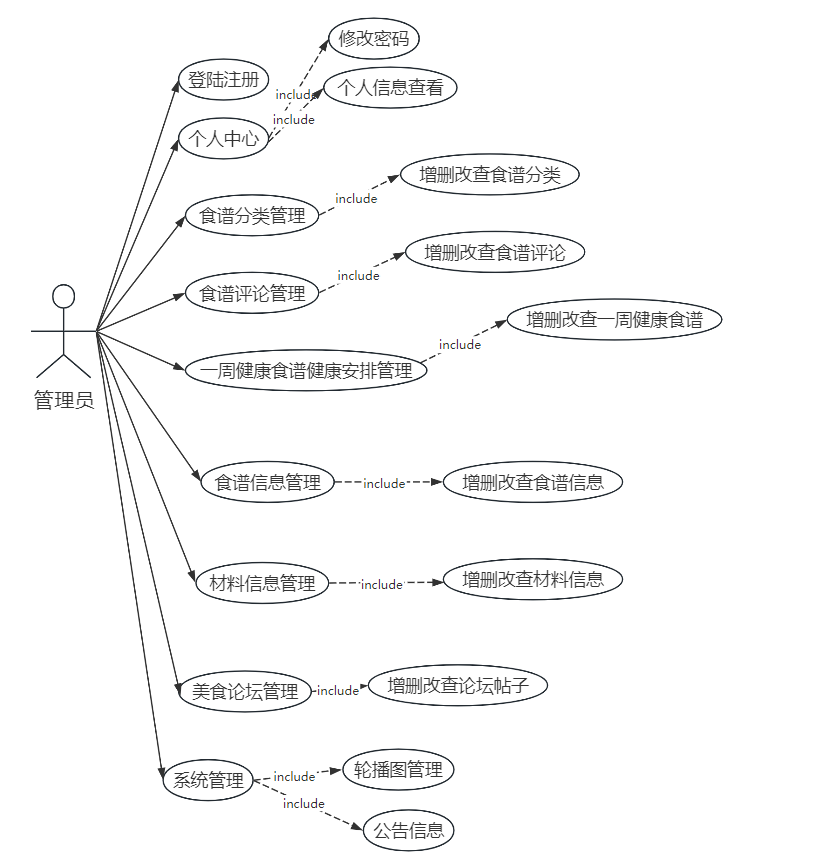 修改密码
登陆注册
include
个人信息查看
include
个人中心
增删改查食谱分类
include
食谱分类管理
增删改查食谱评论
include
食谱评论管理
增删改查一周健康食谱
include
一周健康食谱健康安排管理
管理员
食谱信息管理
include
增删改查食谱信息
材料信息管理
include
增删改查材料信息
美食论坛管理
include
增删改查论坛帖子
系统管理
include
轮播图管理
include
公告信息